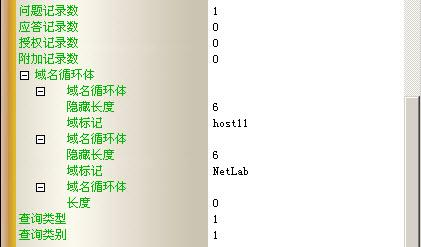 问题记录数 1
应答记录数 0
授权记录数 0
附加记录数 0
域名循环体
域名循环体
隐藏长度 6
域标记 host11
域名循环体
隐藏长度 6
域标记 NetLab
域名循环体
长度 0
查询类型 1
查询类别 1